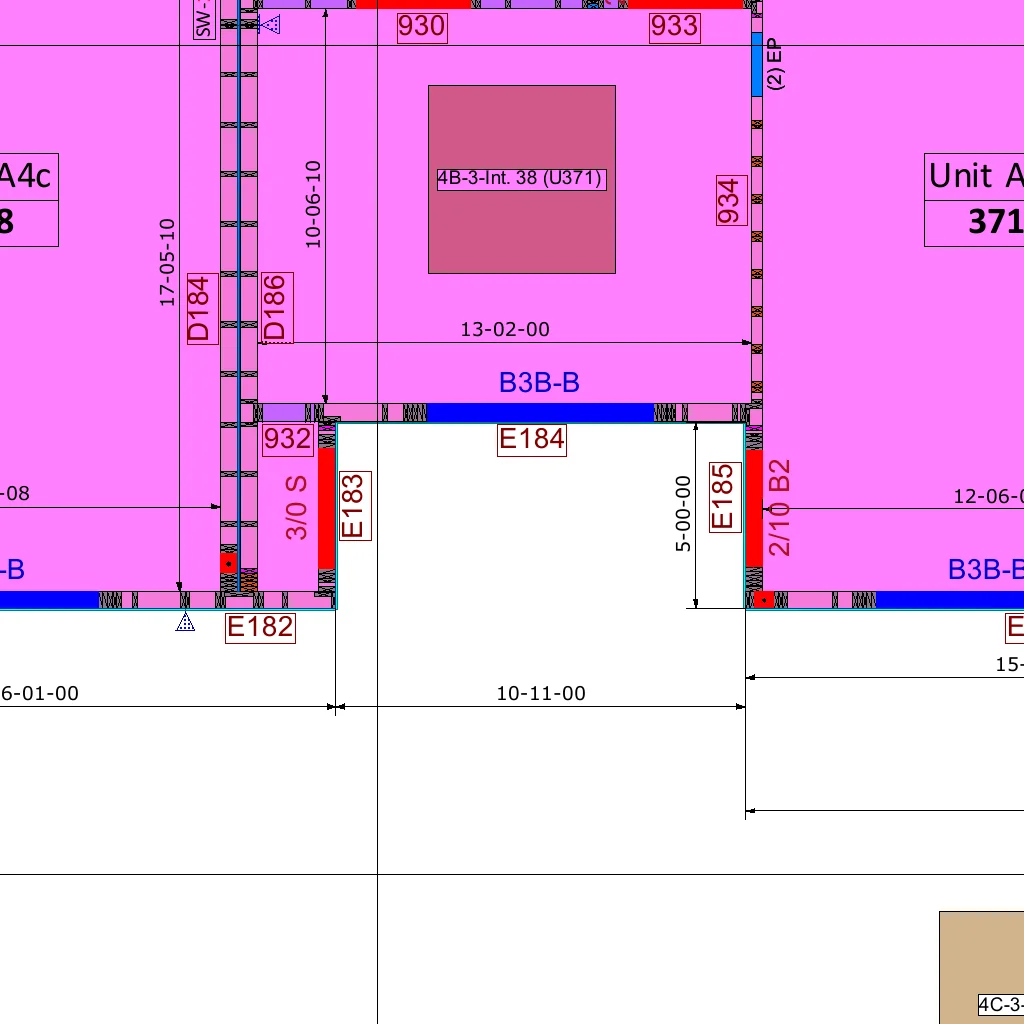 930
933
(2) EP
A4c
8
Unit A
371
4B-3-Int. 38 (U371)
934
10-06-10
17-05-10
D184
D186
13-02-00
B3B-B
932
E184
3/0 S
E183
5-00-00
E185
2/10 B2
-08
12-06-0
-B
B3B-B
E182
E
6-01-00
10-11-00
15-
4C-3-